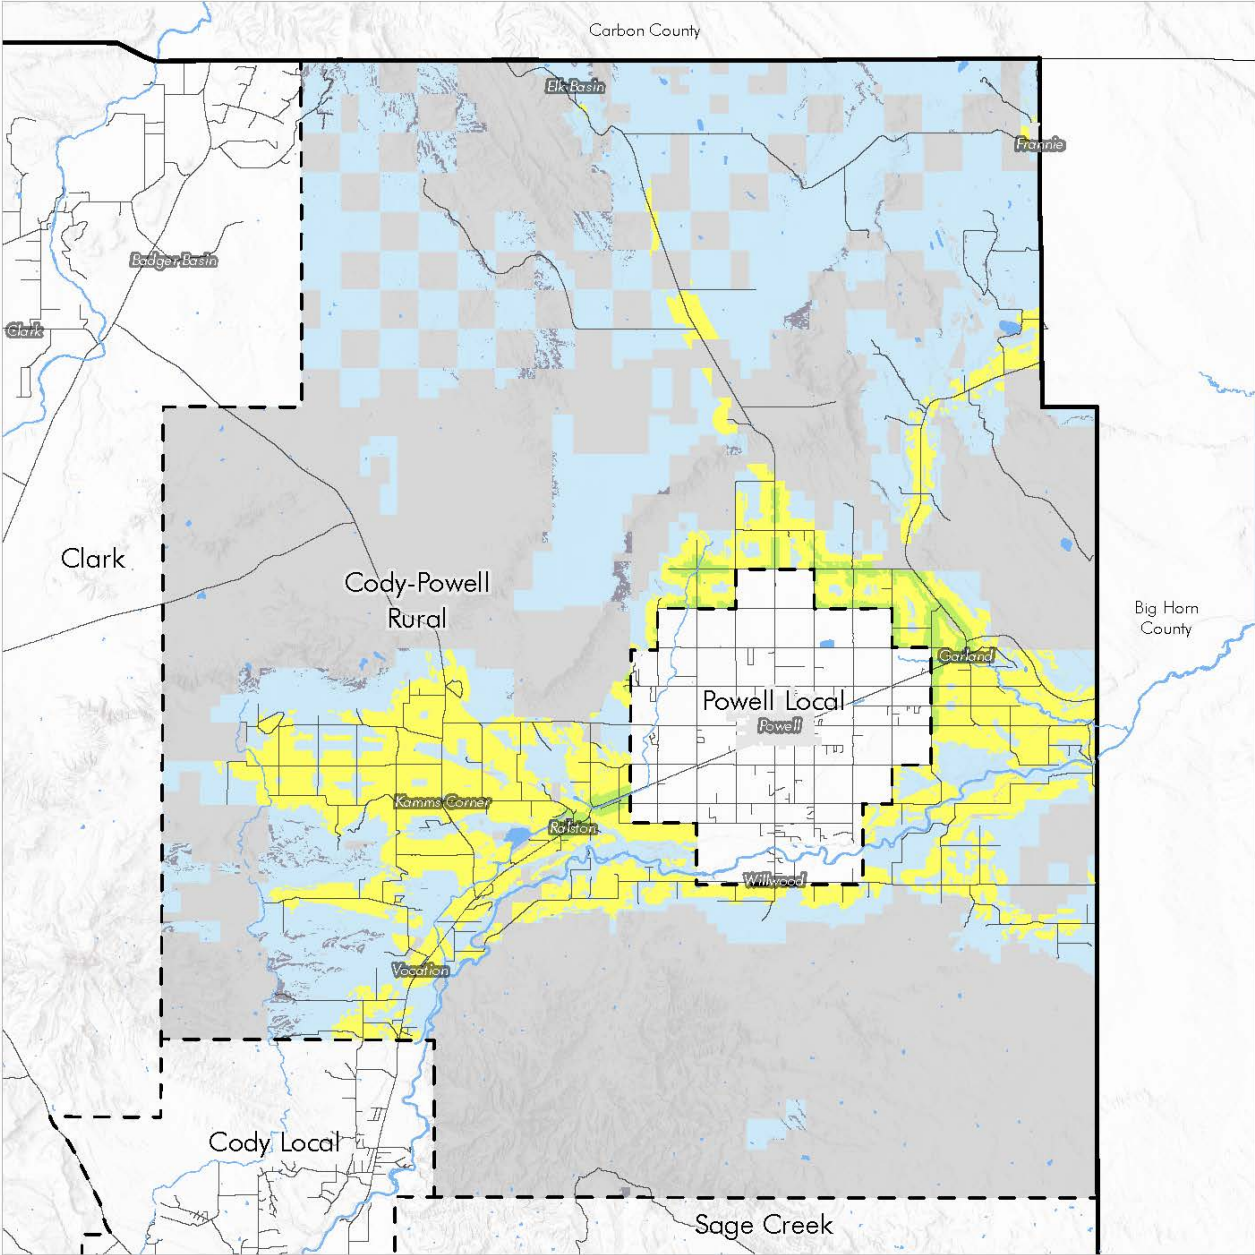 Carbon County
Elk Basin
Frannie
Badger Basin
Clark
Clark
Cody-Powell
Rural
Big Horn
County
Garland
Powell Local
Powell
Kamms Corner
Ralston
Willwood
Vocation
Cody Local
Sage Creek